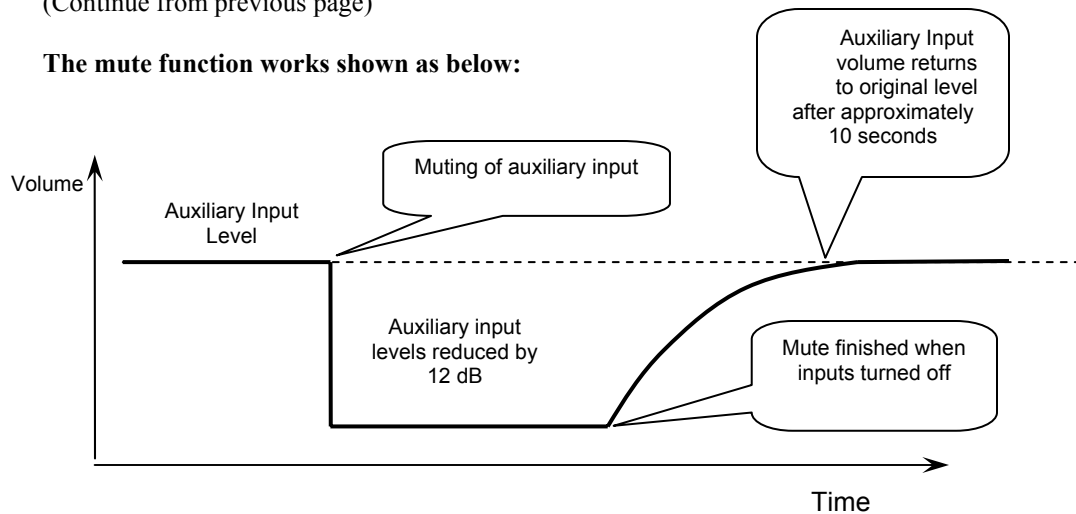 (Continue from previous page)
The mute function works shown as below:
Auxiliary Input
volume returns
to original level
after approximately
10 seconds
Muting of auxiliary input
Volume
Auxiliary Input
Level
Auxiliary input
levels reduced by
12 dB
Mute finished when
inputs turned off
Time